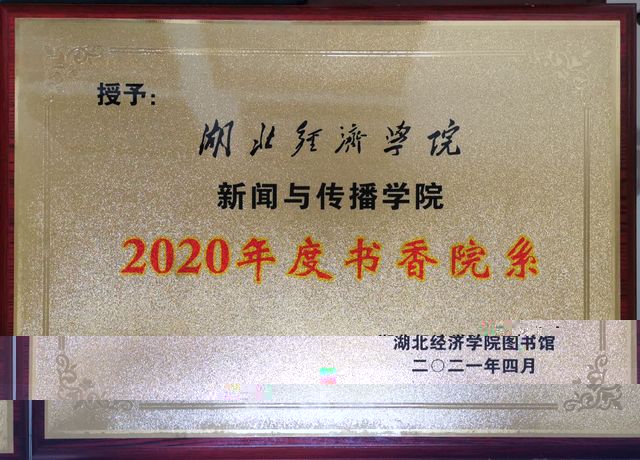 授予：
湖北经济学院
新闻与传播学院
2020年度书香院系
湖北经济学院图书馆
二〇二一年四月